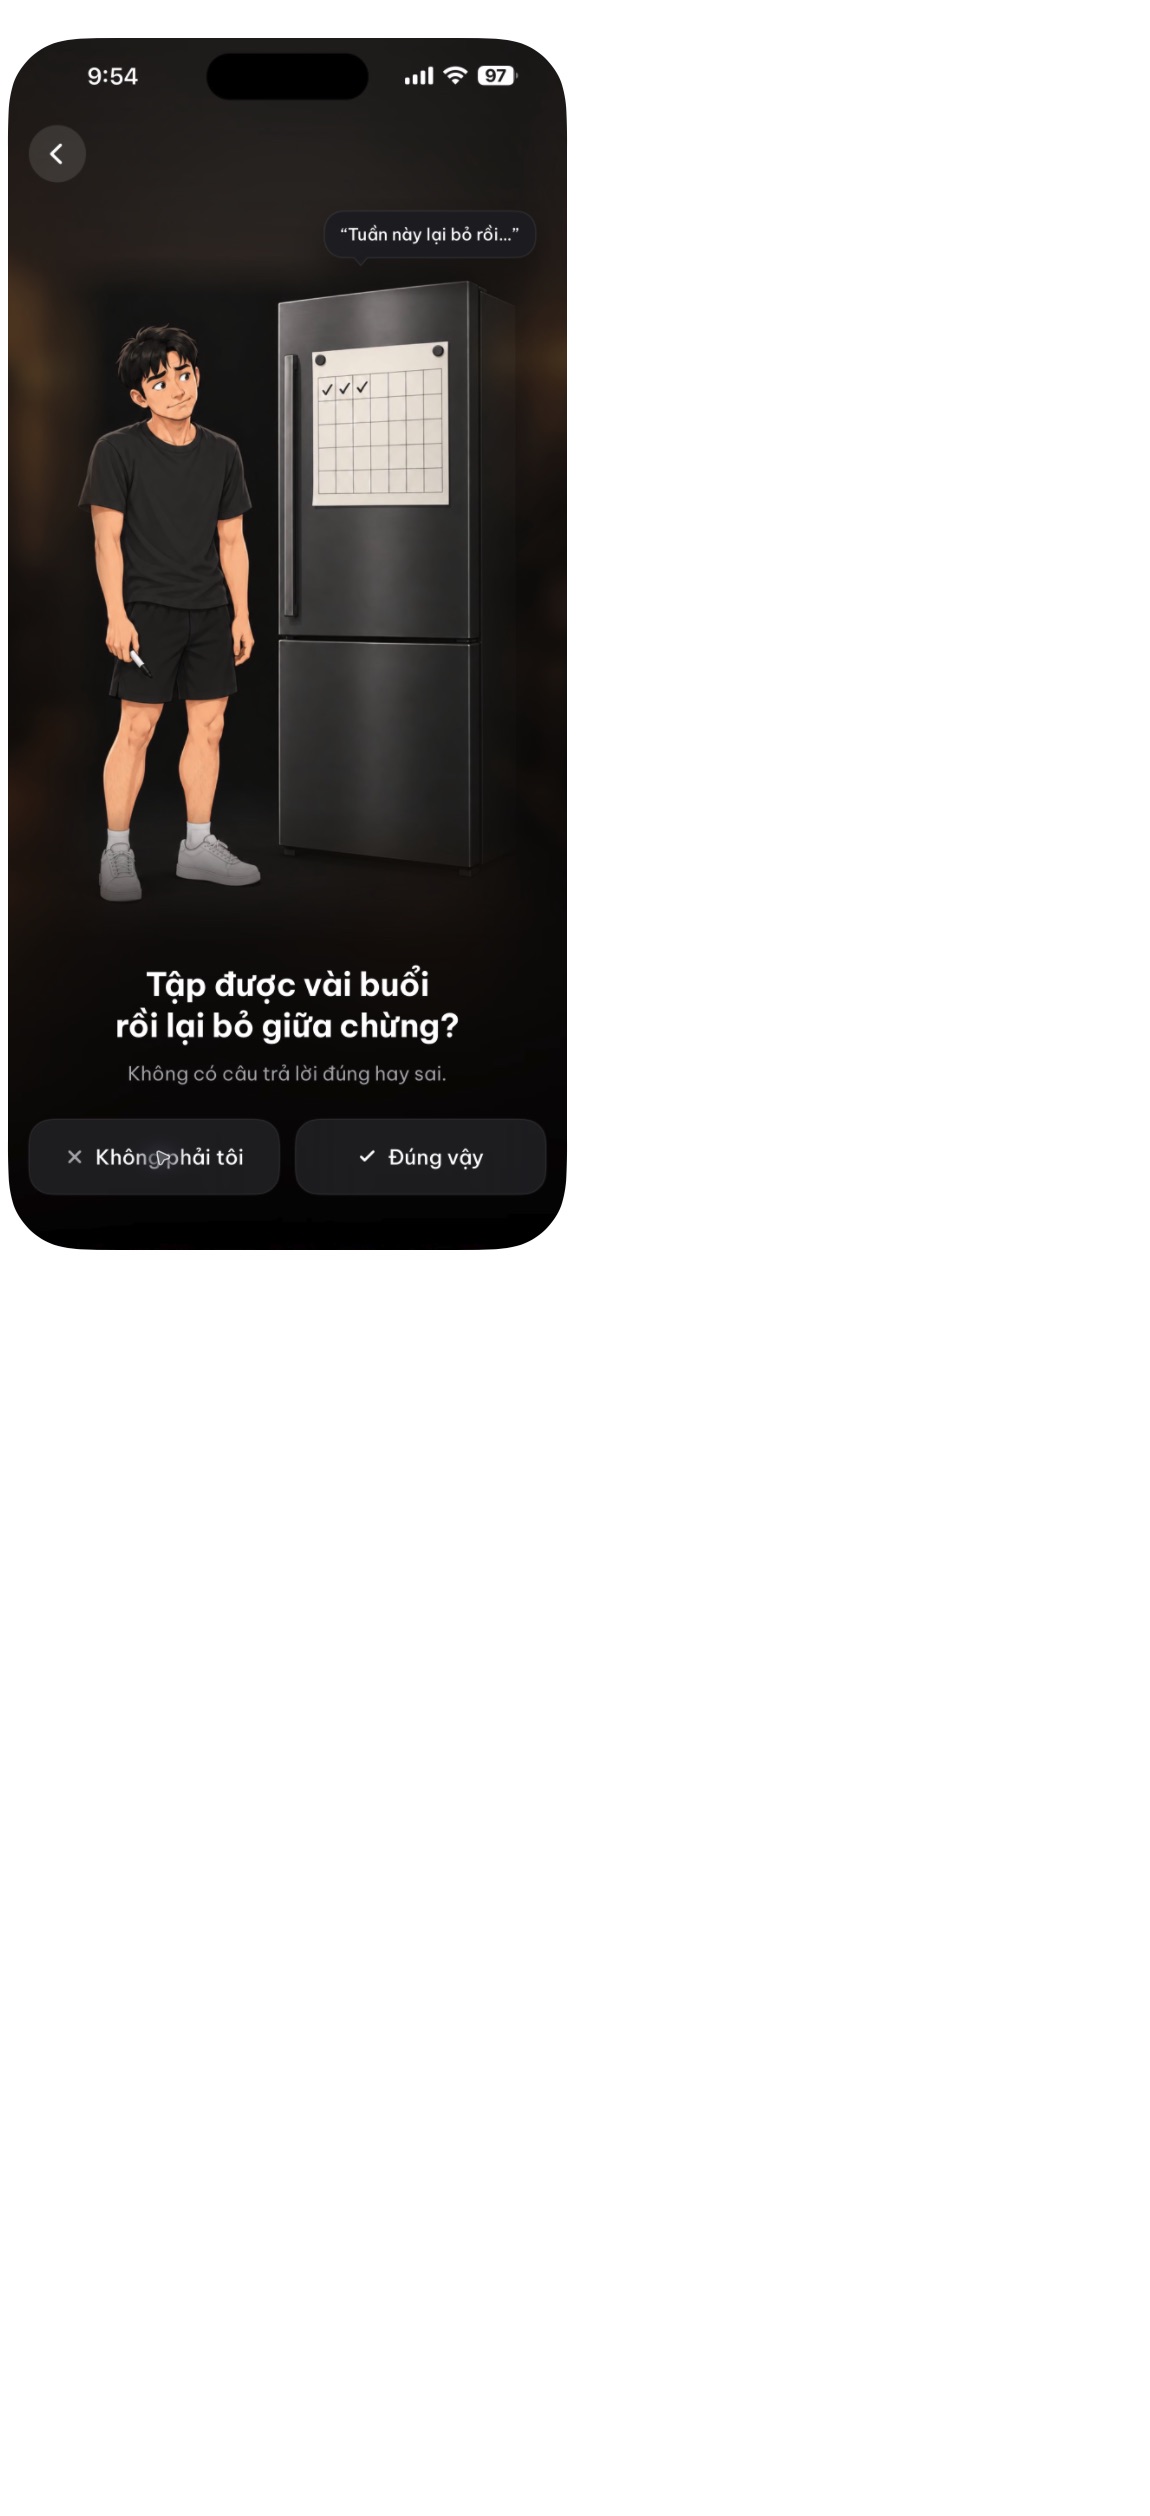 9:54
97
“Tuần này lại bỏ rồi...”
Tập được vài buổi
rồi lại bỏ giữa chừng?
Không có câu trả lời đúng hay sai.
Không phải tôi
Đúng vậy